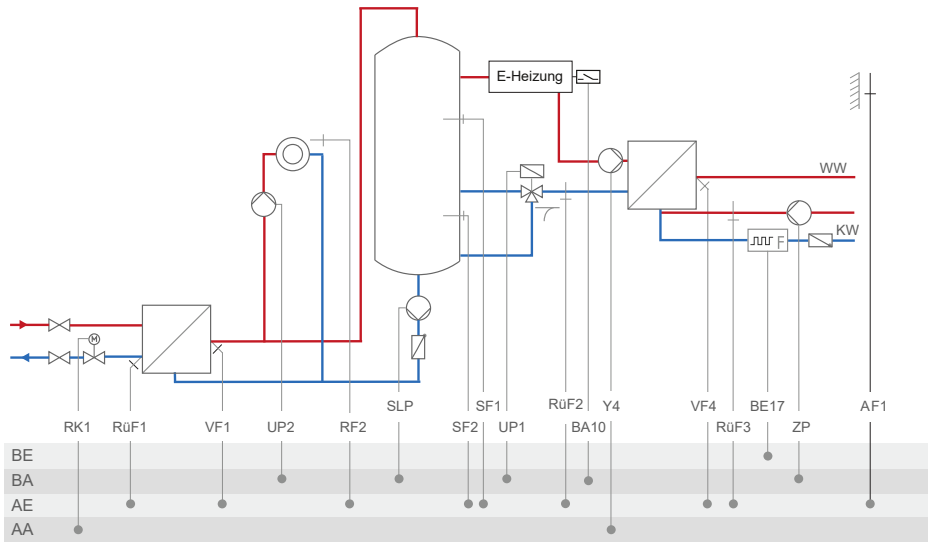 E-Heizung
WW
KW
F
M
SLP SF1 RüF2 Y4 VF4 BE17 AF1
RK1 RüF1 VF1 UP2 RF2 SF2 UP1 BA10 RüF3 ZP
BE
BA
AE
AA